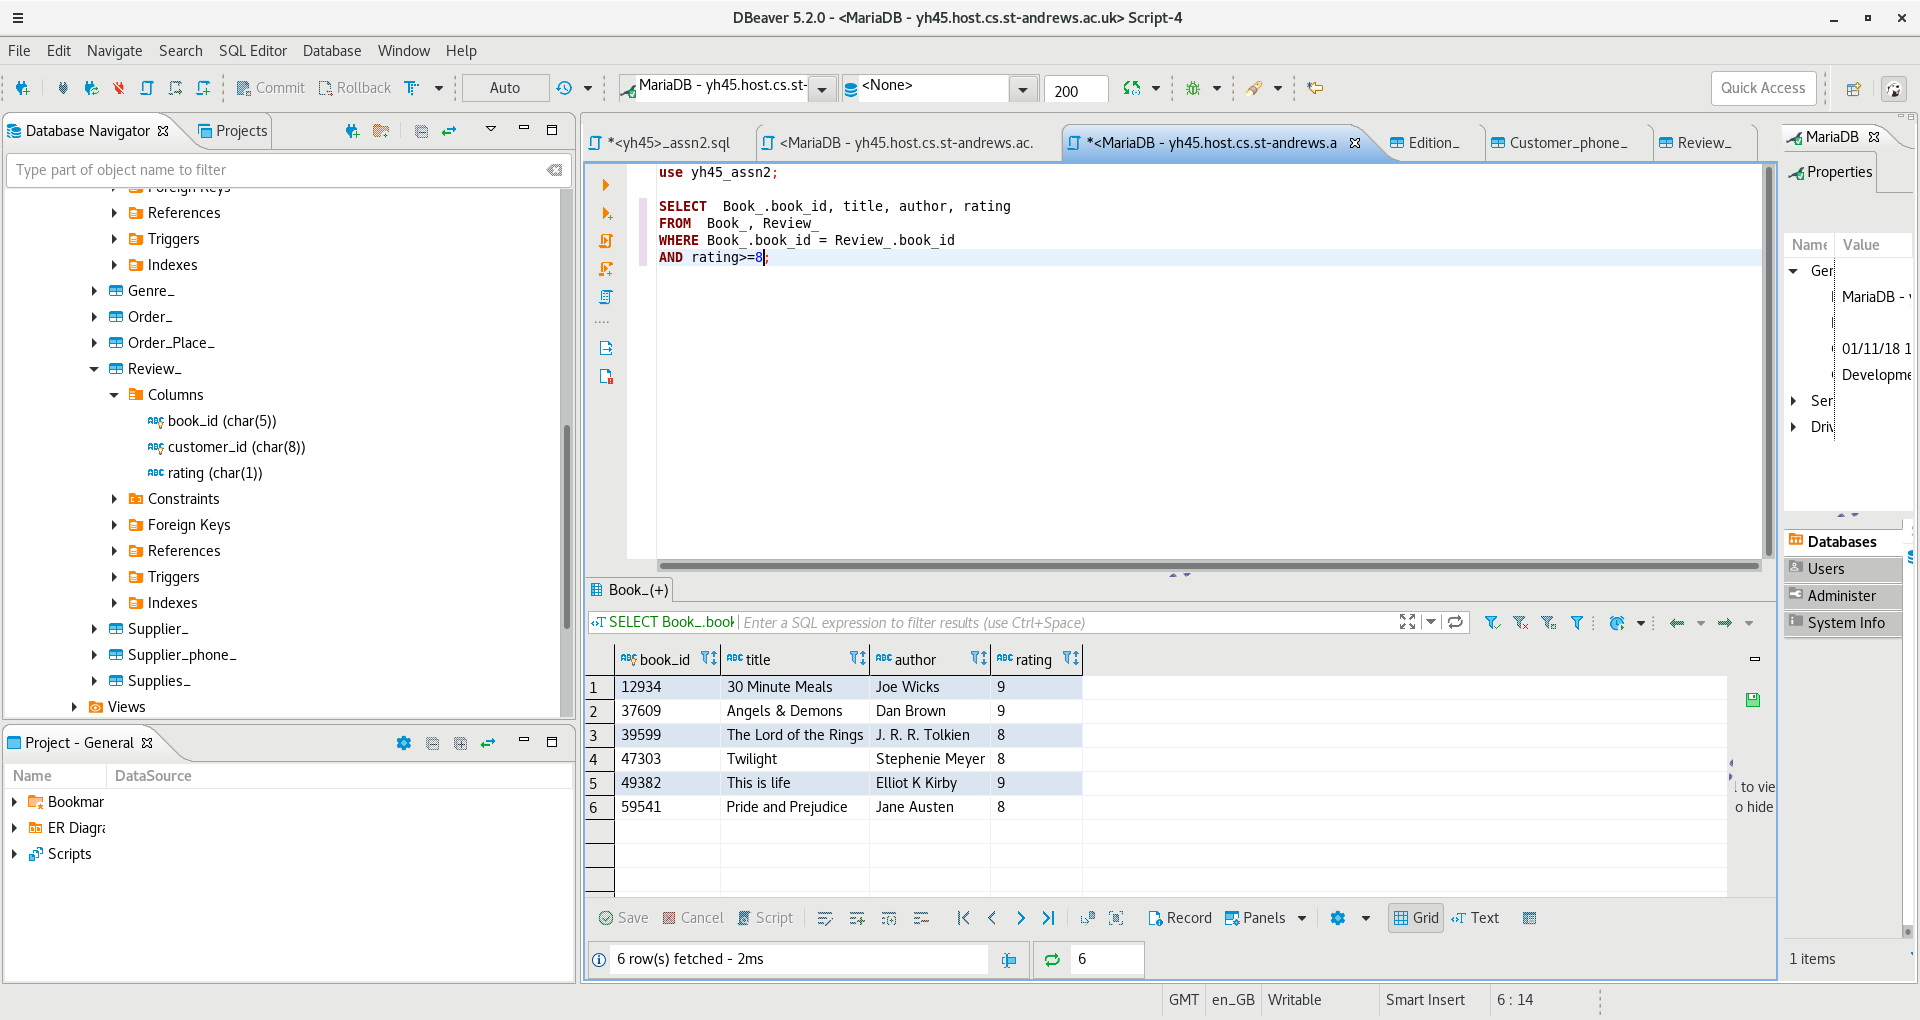 DBeaver 5.2.0 - <MariaDB - yh45.host.cs.st-andrews.ac.uk> Script-4
File Edit Navigate Search SQL Editor Database Window Help
Commit Rollback Auto MariaDB - yh45.host.cs.st- <None> 200 Quick Access
Database Navigator Projects
Type part of object name to filter
Foreign Keys
References
Triggers
Indexes
Genre_
Order_
Order_Place_
Review_
Columns
book_id (char(5))
customer_id (char(8))
rating (char(1))
Constraints
Foreign Keys
References
Triggers
Indexes
Supplier_
Supplier_phone_
Supplies_
Views
Project - General
Name DataSource
Bookmar
ER Diagra
Scripts
*<yh45>_assn2.sql <MariaDB - yh45.host.cs.st-andrews.ac. *<MariaDB - yh45.host.cs.st-andrews.a Edition_ Customer_phone_ Review_
use yh45_assn2;
SELECT  Book_.book_id, title, author, rating
FROM  Book_, Review_
WHERE Book_.book_id = Review_.book_id
AND rating>=8;
Book_(+)
SELECT Book_.book Enter a SQL expression to filter results (use Ctrl+Space)
book_id title author rating
1 12934 30 Minute Meals Joe Wicks 9
2 37609 Angels & Demons Dan Brown 9
3 39599 The Lord of the Rings J. R. R. Tolkien 8
4 47303 Twilight Stephenie Meyer 8
5 49382 This is life Elliot K Kirby 9
6 59541 Pride and Prejudice Jane Austen 8
to vie
o hide
Save Cancel Script Record Panels Grid Text
6 row(s) fetched - 2ms 6
MariaDB
Properties
Name Value
Ger
MariaDB -
01/11/18 1
Developme
Ser
Driv
Databases
Users
Administer
System Info
1 items
GMT en_GB Writable Smart Insert 6 : 14